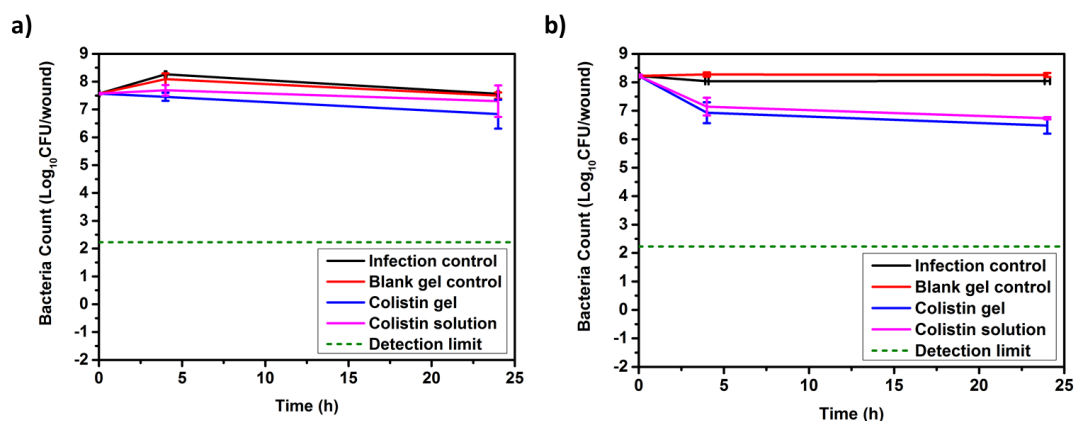 a)
9
8
7
6
5
4
3
2
1
0
-1
-2
0 5 10 15 20 25
Bacteria Count (Log10CFU/wound)
Time (h)
Infection control
Blank gel control
Colistin gel
Colistin solution
Detection limit
b)
9
8
7
6
5
4
3
2
1
0
-1
-2
0 5 10 15 20 25
Bacteria Count (Log10CFU/wound)
Time (h)
Infection control
Blank gel control
Colistin gel
Colistin solution
Detection limit